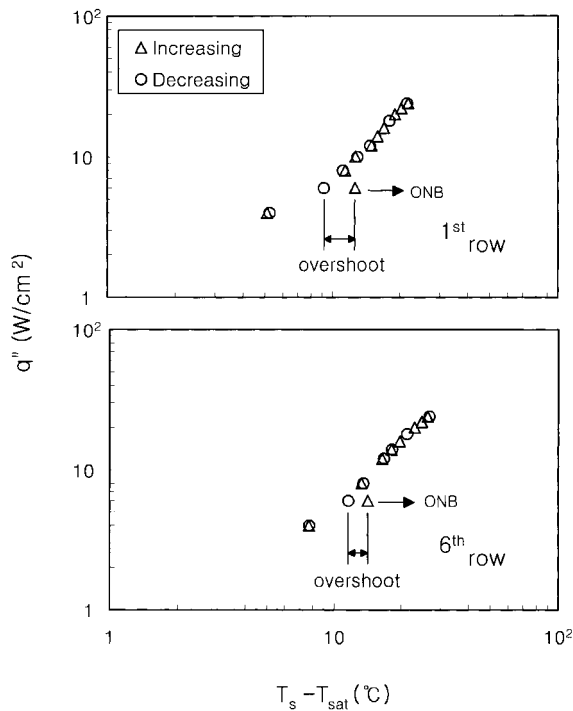 10²
△ Increasing
○ Decreasing
10
ONB
1st row
overshoot
1
q" (W/cm²)
10²
10
ONB
6th row
overshoot
1
1
10
10²
Ts – Tsat (℃)